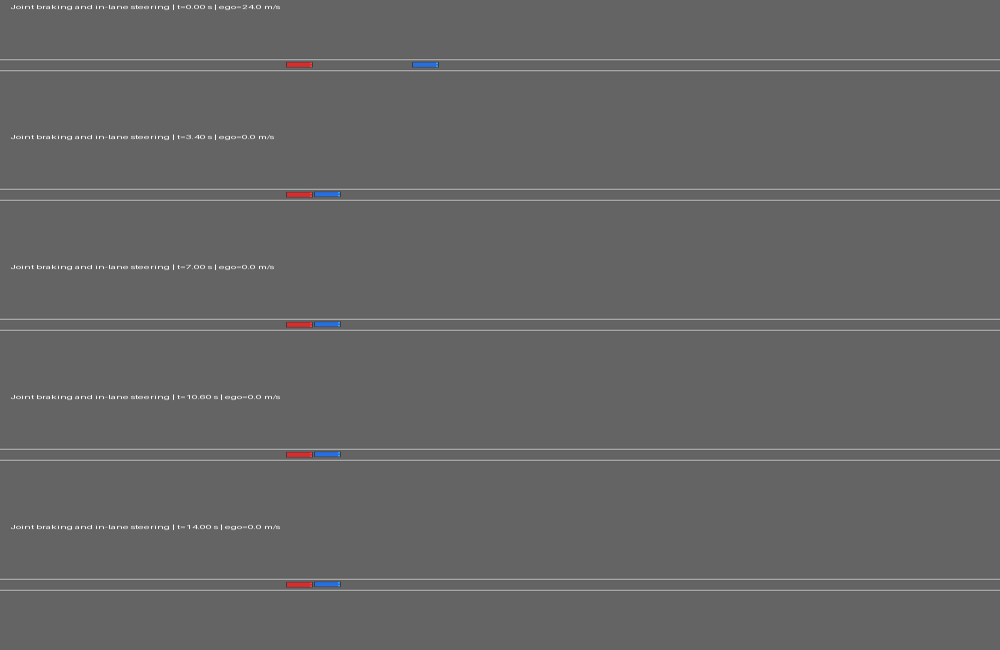 Joint braking and in-lane steering | t=0.00 s | ego=24.0 m/s
Joint braking and in-lane steering | t=3.40 s | ego=0.0 m/s
Joint braking and in-lane steering | t=7.00 s | ego=0.0 m/s
Joint braking and in-lane steering | t=10.60 s | ego=0.0 m/s
Joint braking and in-lane steering | t=14.00 s | ego=0.0 m/s